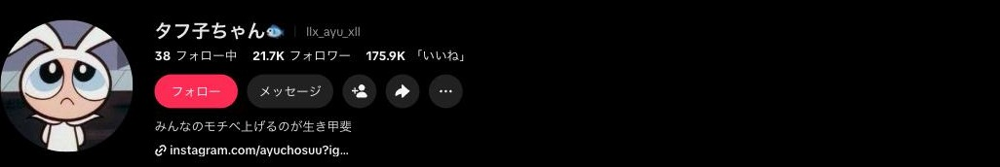 タフ子ちゃん🐟 llx_ayu_xll
38 フォロー中 21.7K フォロワー 175.9K 「いいね」
フォロー メッセージ
みんなのモチベ上げるのが生き甲斐
instagram.com/ayuchosuu?ig...